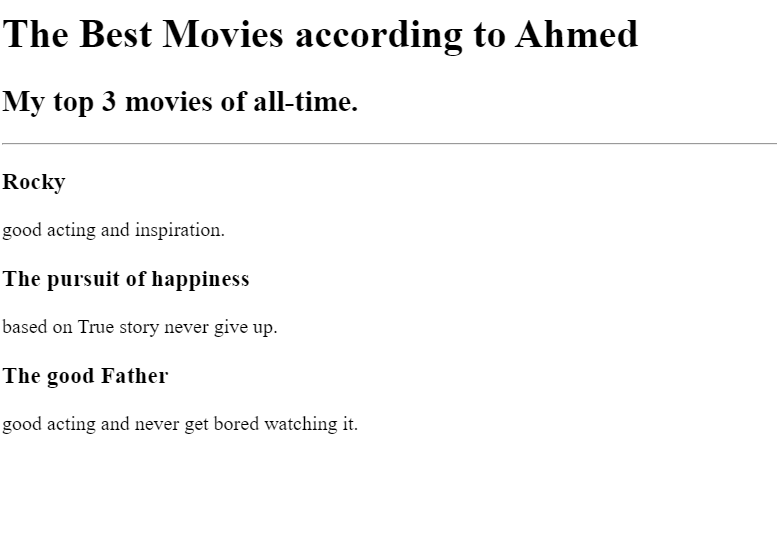 The Best Movies according to Ahmed
My top 3 movies of all-time.
Rocky
good acting and inspiration.
The pursuit of happiness
based on True story never give up.
The good Father
good acting and never get bored watching it.